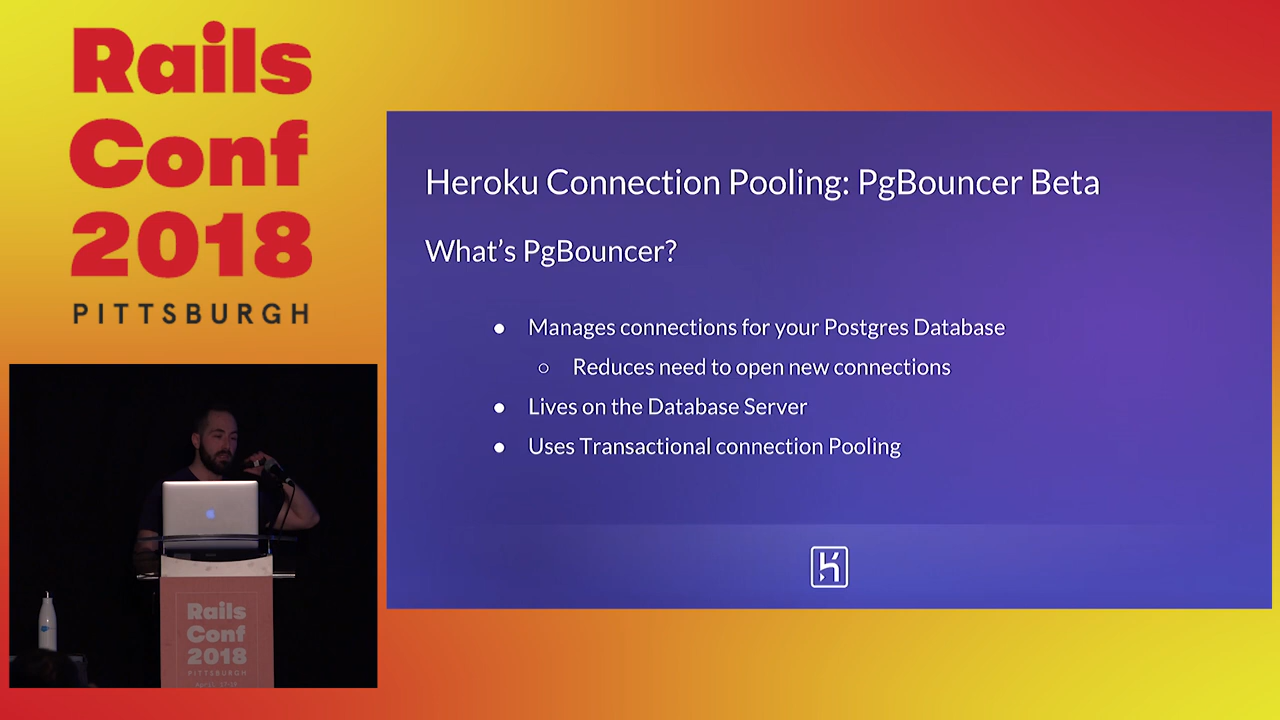 Rails
Conf
2018
PITTSBURGH
Heroku Connection Pooling: PgBouncer Beta
What's PgBouncer?
● Manages connections for your Postgres Database
○ Reduces need to open new connections
● Lives on the Database Server
● Uses Transactional connection Pooling
Rails
Conf
2018
PITTSBURGH